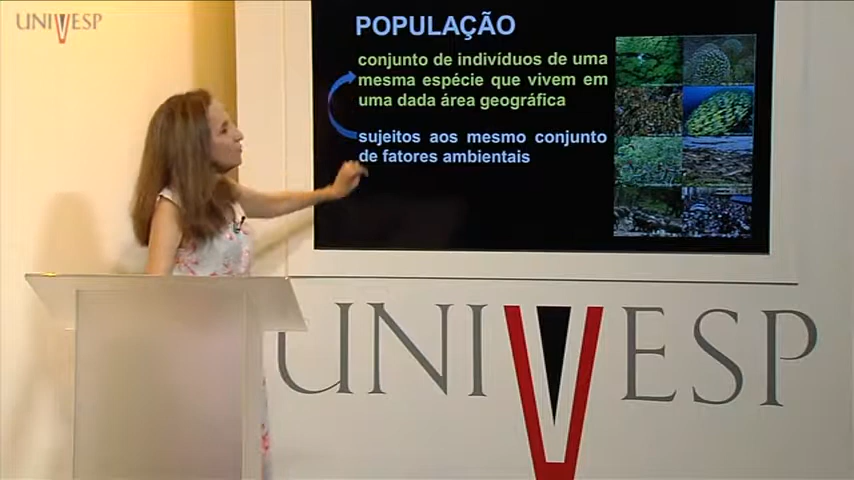 UNIVESP
POPULAÇÃO
conjunto de indivíduos de uma
mesma espécie que vivem em
uma dada área geográfica
sujeitos aos mesmo conjunto
de fatores ambientais
UNIVESP